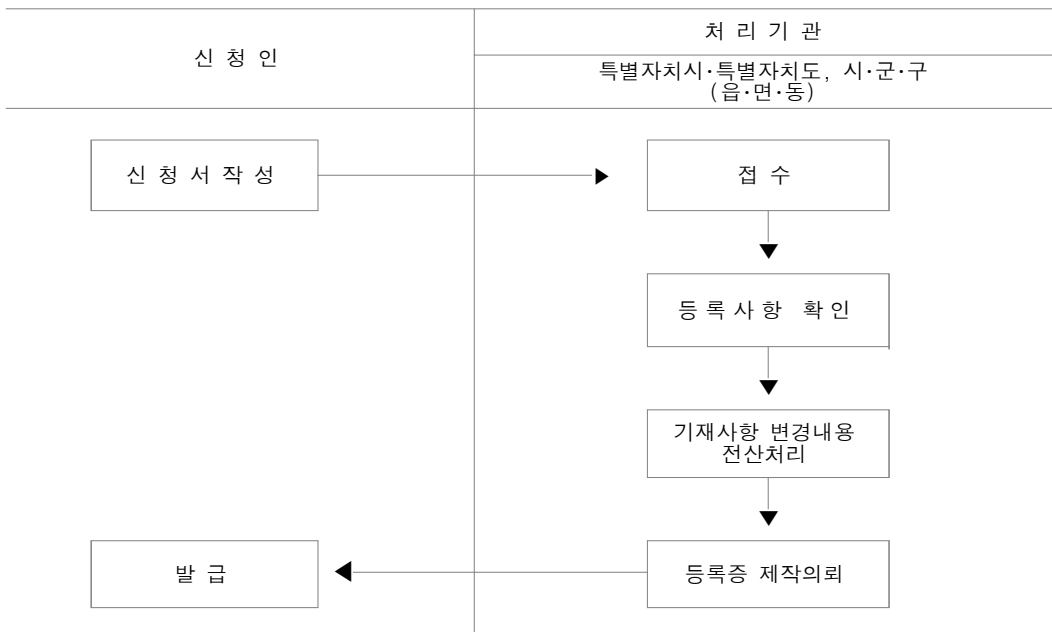 신 청 인
처 리 기 관
특별자치시·특별자치도, 시·군·구
(읍·면·동)
신 청 서 작 성
접 수
등 록 사 항 확 인
기재사항 변경내용
전산처리
발 급
등록증 제작의뢰